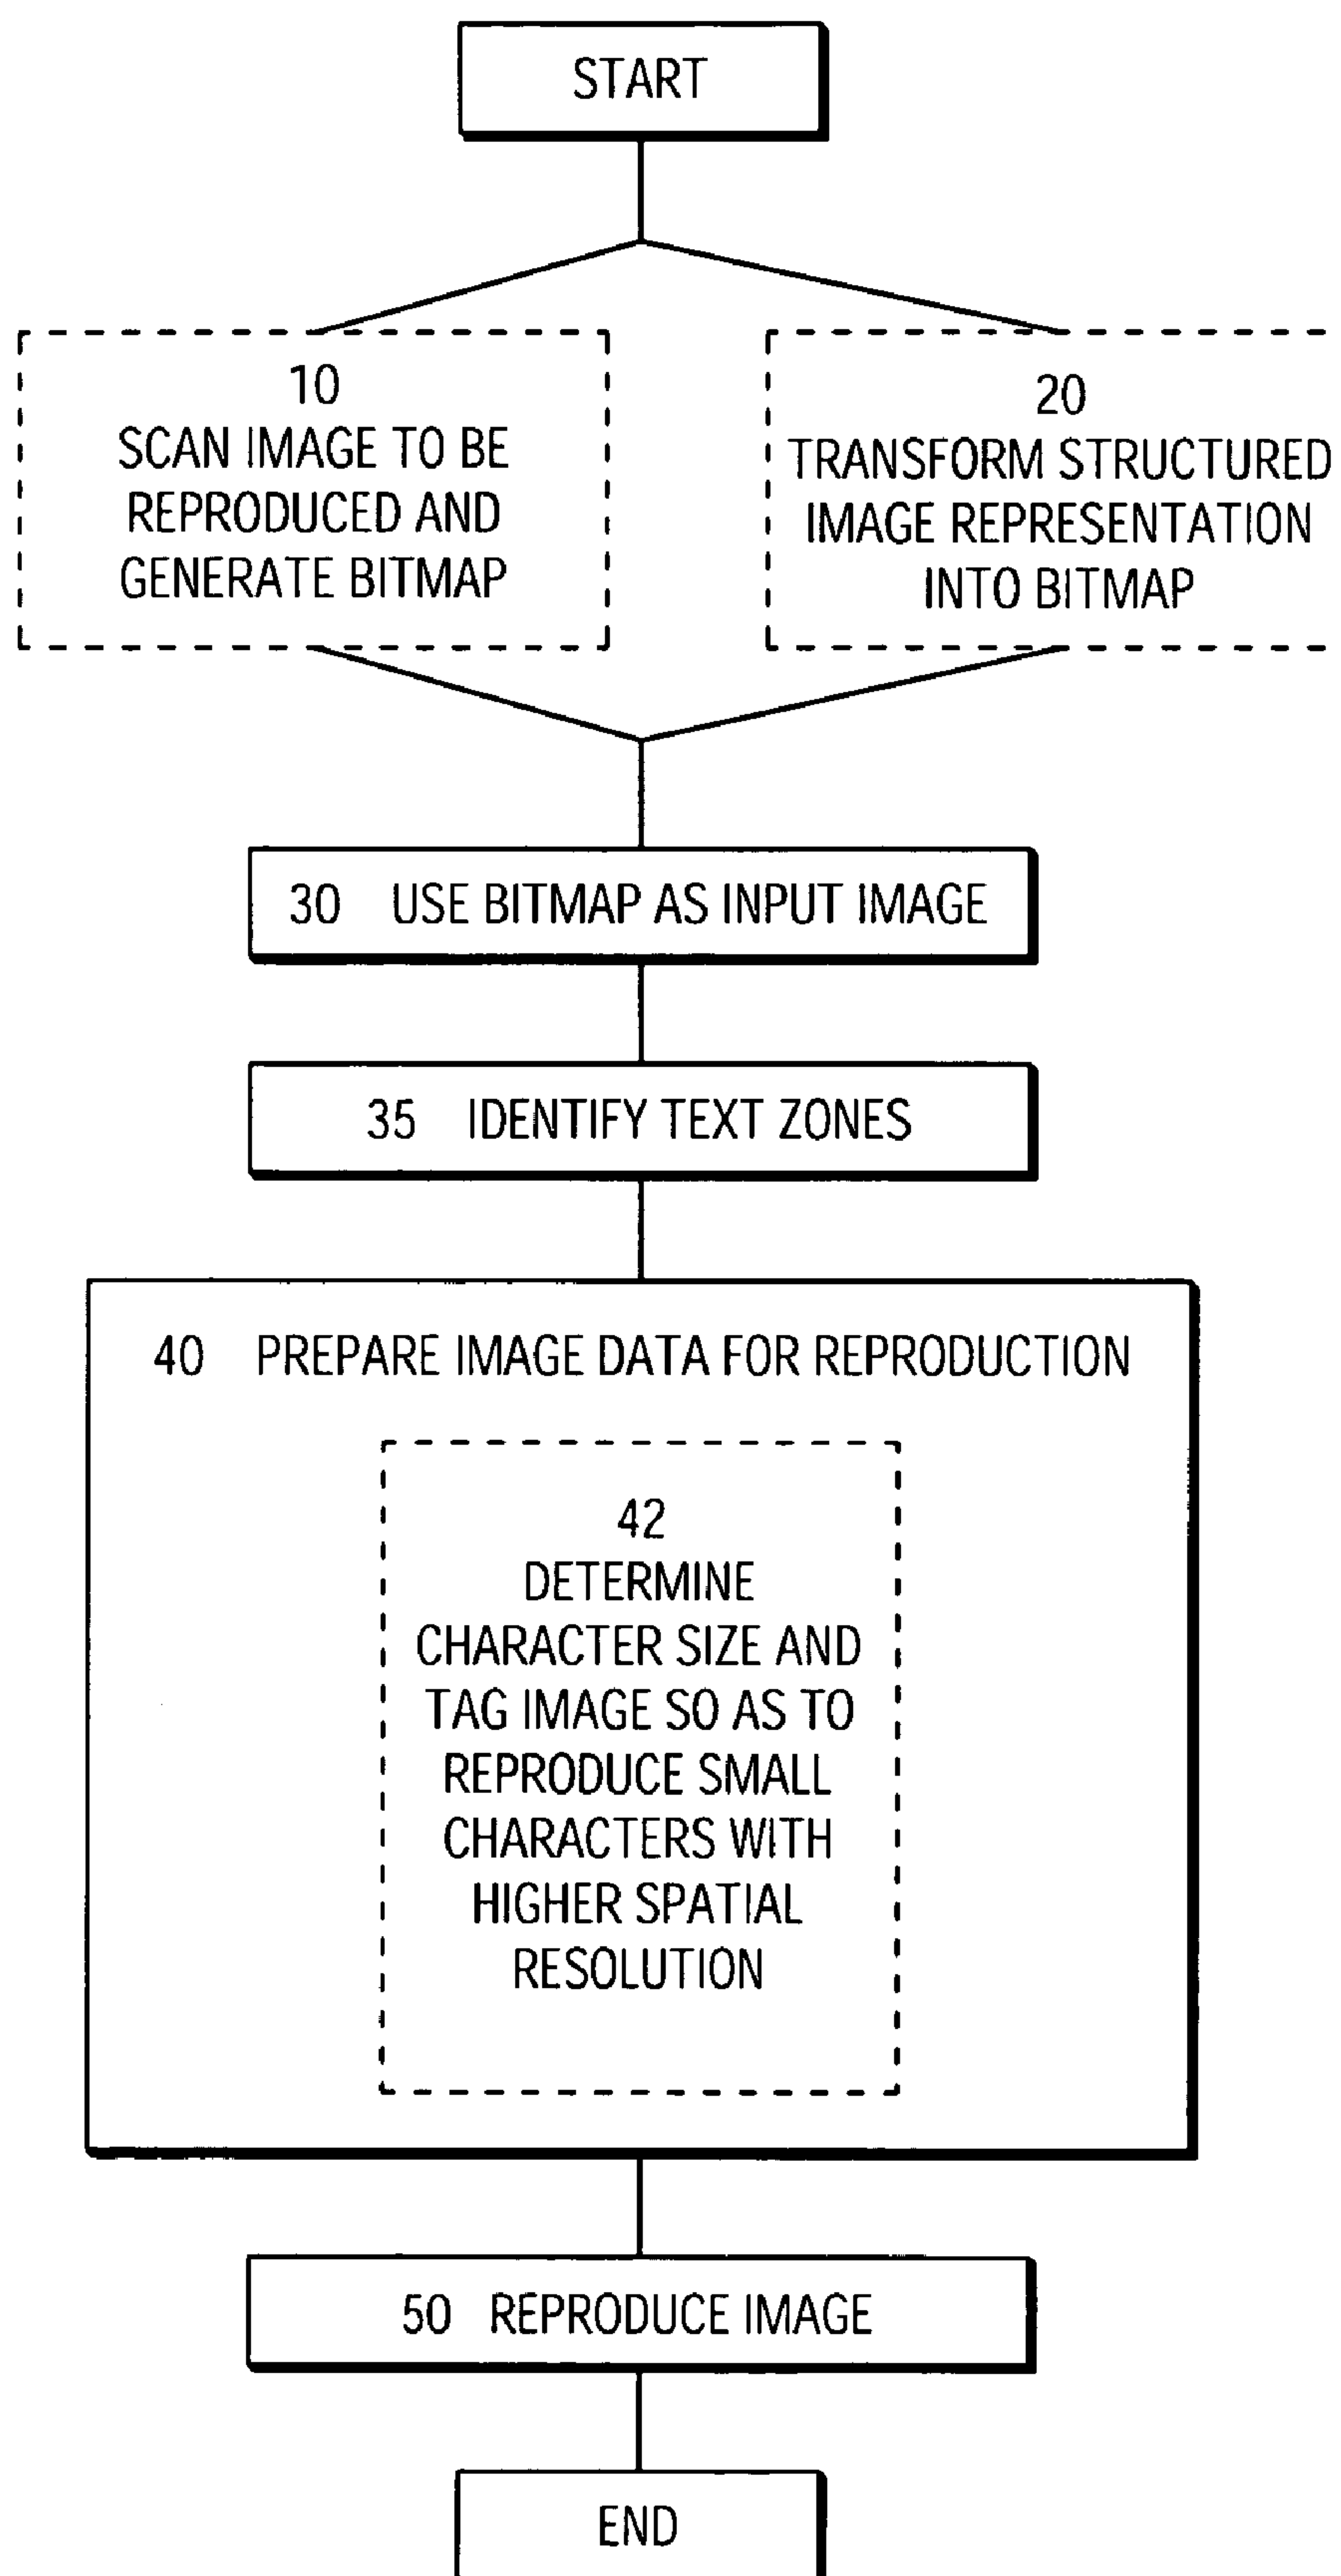 START
10
SCAN IMAGE TO BE
REPRODUCED AND
GENERATE BITMAP
20
TRANSFORM STRUCTURED
IMAGE REPRESENTATION
INTO BITMAP
30 USE BITMAP AS INPUT IMAGE
35 IDENTIFY TEXT ZONES
40 PREPARE IMAGE DATA FOR REPRODUCTION
42
DETERMINE
CHARACTER SIZE AND
TAG IMAGE SO AS TO
REPRODUCE SMALL
CHARACTERS WITH
HIGHER SPATIAL
RESOLUTION
50 REPRODUCE IMAGE
END